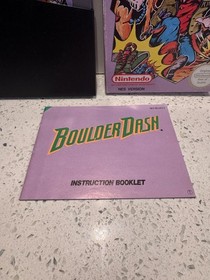 Nintendo
NES VERSION
BOULDER DASH
INSTRUCTION BOOKLET